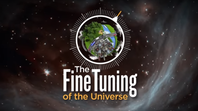 The
Fine Tuning
of the Universe